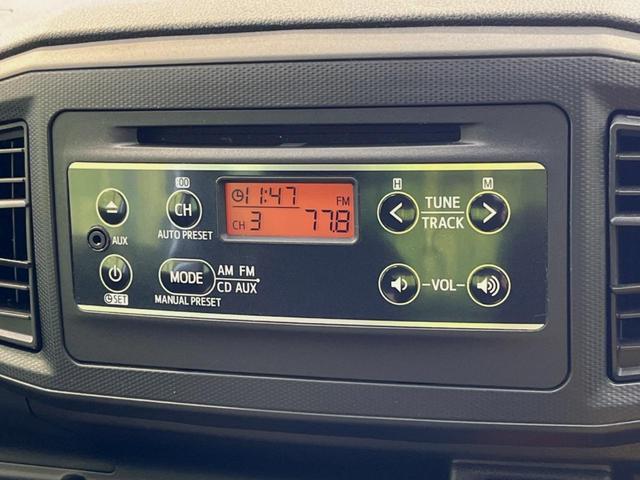 :00
H
M
11:47
FM
CH 3
77.8
CH
AUTO PRESET
AUX
TUNE
TRACK
MODE
AM FM
CD AUX
MANUAL PRESET
SET
-VOL-